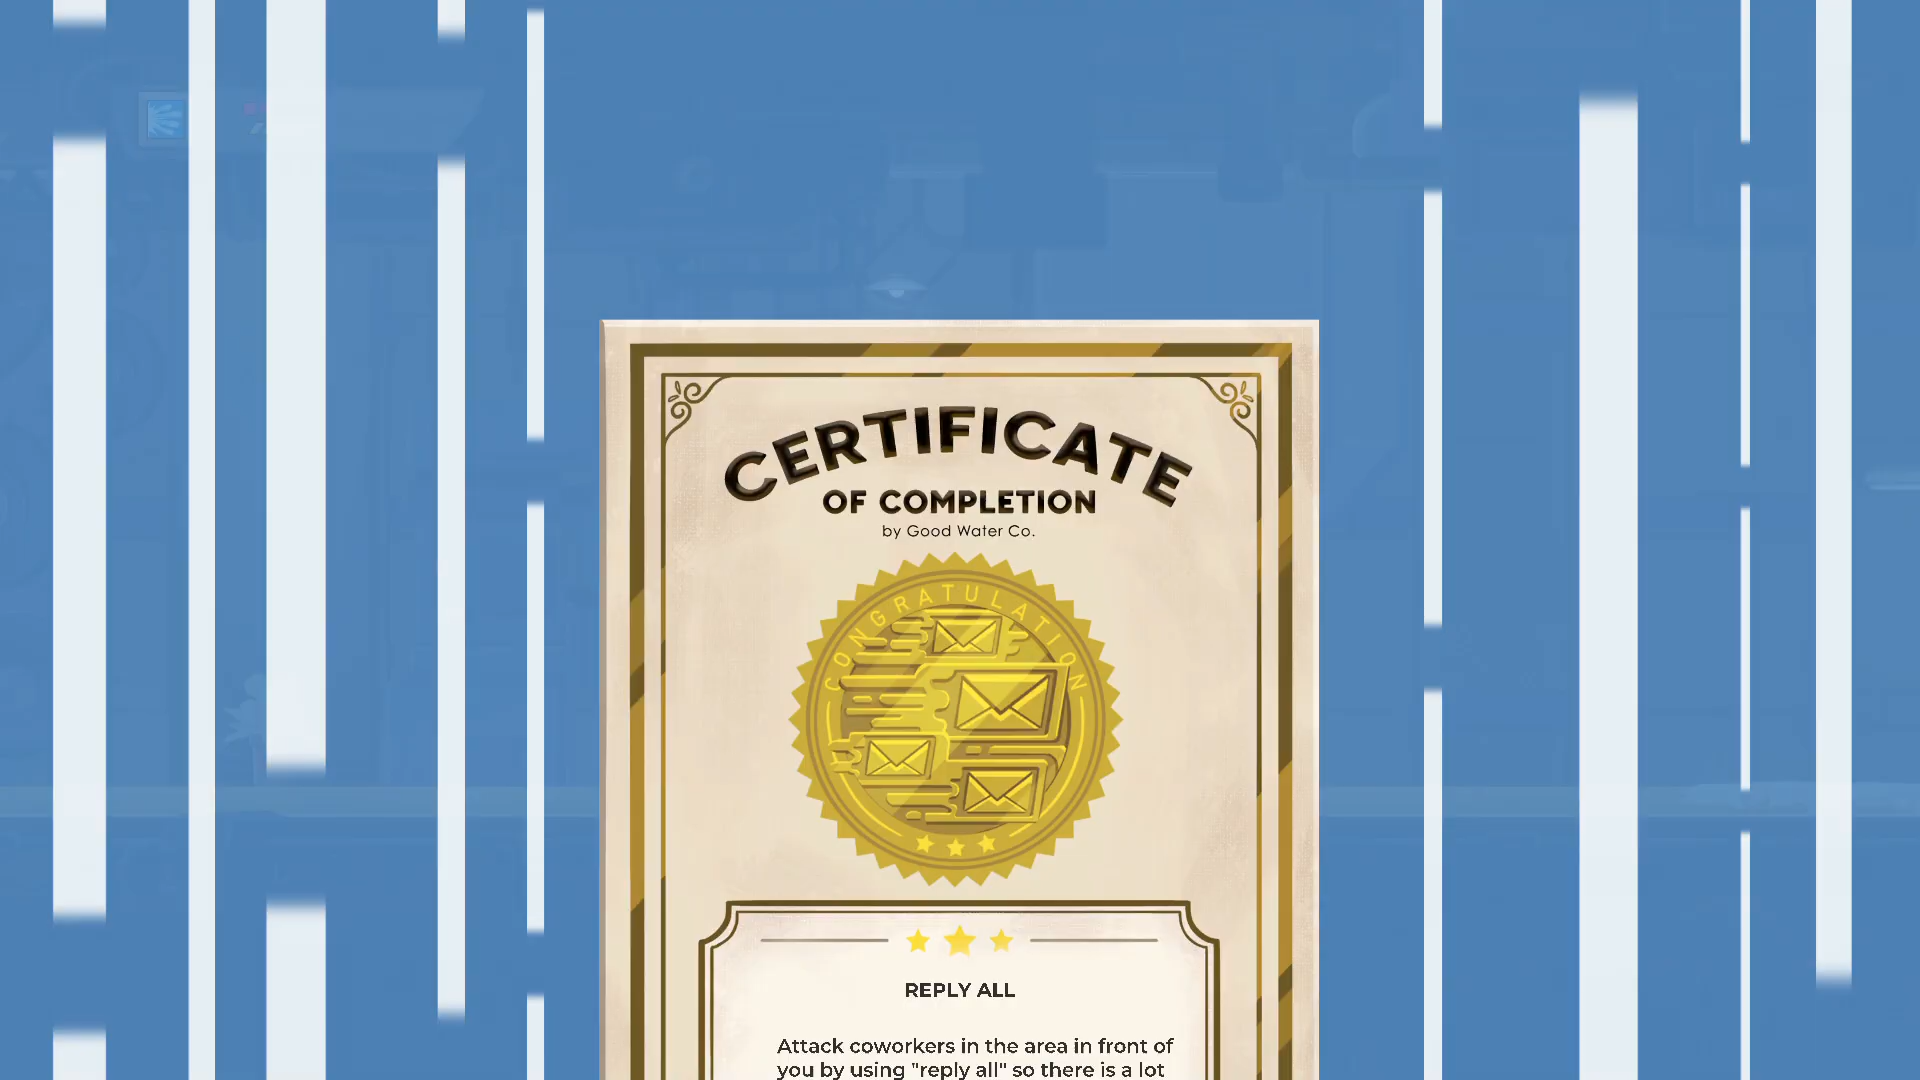 CERTIFICATE
OF COMPLETION
by Good Water Co.
CONGRATULATION
REPLY ALL
Attack coworkers in the area in front of
you by using "reply all" so there is a lot